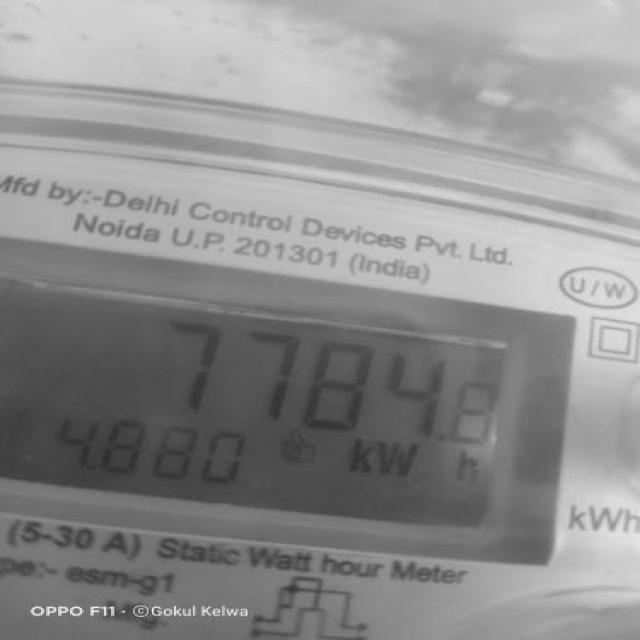 Mfd by:-Delhi Control Devices Pvt. Ltd.
Noida U.P. 201301 (India)
U/W
7784.8
4.880 kW h
kWh
(5-30 A) Static Watt hour Meter
pe:- esm-g1
OPPO F11 · ©Gokul Kelwa